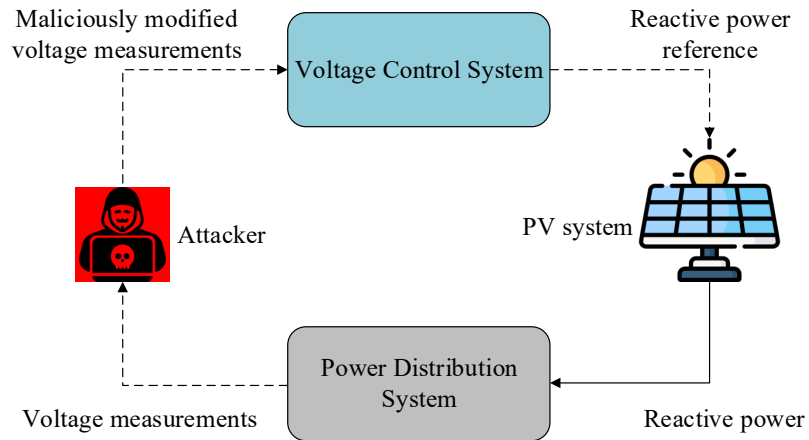 Maliciously modified
voltage measurements
Voltage Control System
Reactive power
reference
Attacker
PV system
Power Distribution
System
Voltage measurements
Reactive power